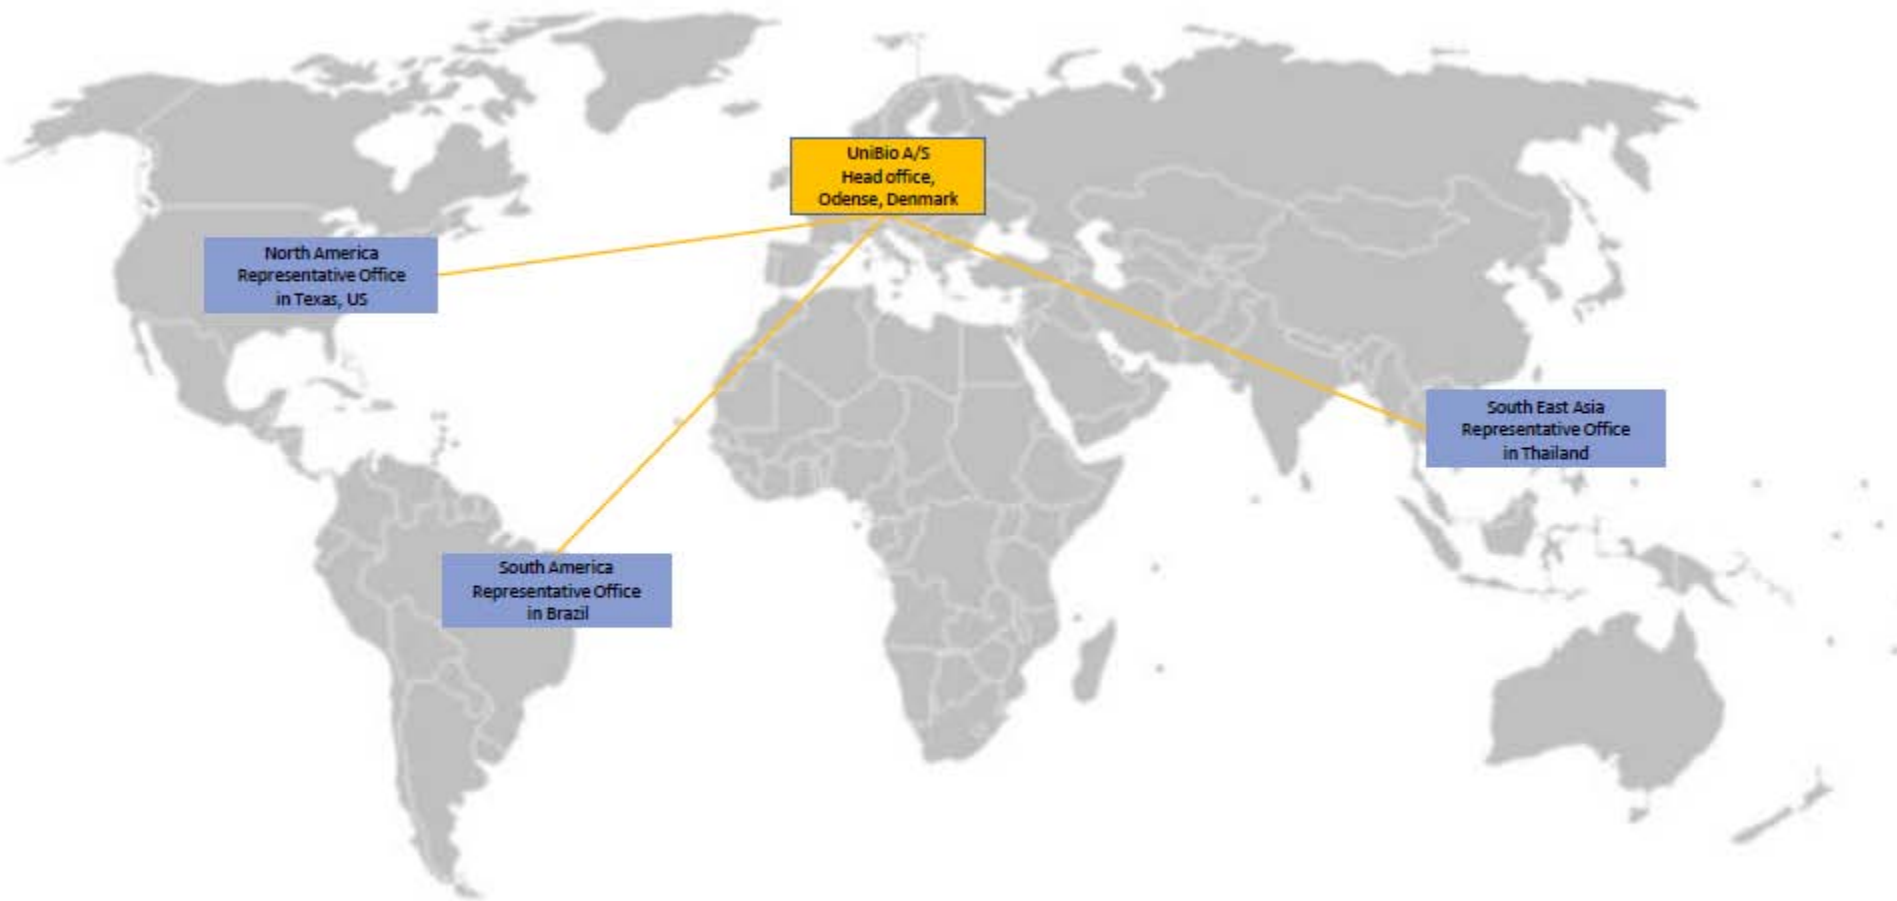 UniBio A/S
Head office,
Odense, Denmark
North America
Representative Office
in Texas, US
South East Asia
Representative Office
in Thailand
South America
Representative Office
in Brazil